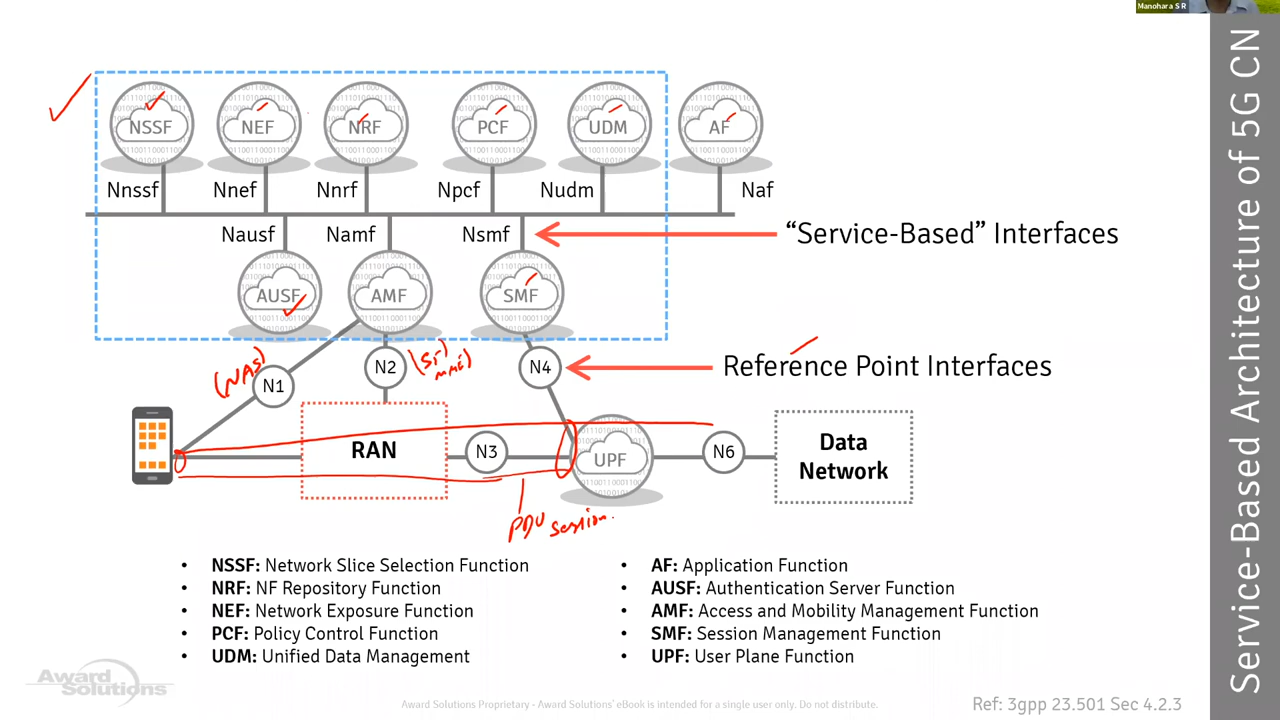 Manohara S R
Service-Based Architecture of 5G CN
NSSF NEF NRF PCF UDM AF
Nnssf Nnef Nnrf Npcf Nudm Naf
Nausf Namf Nsmf
"Service-Based" Interfaces
AUSF AMF SMF
(NAS) N1 N2 N4
Reference Point Interfaces
RAN N3 UPF N6
Data
Network
PDU session
• NSSF: Network Slice Selection Function
• NRF: NF Repository Function
• NEF: Network Exposure Function
• PCF: Policy Control Function
• UDM: Unified Data Management
• AF: Application Function
• AUSF: Authentication Server Function
• AMF: Access and Mobility Management Function
• SMF: Session Management Function
• UPF: User Plane Function
Award
Solutions
Award Solutions Proprietary - Award Solutions' eBook is intended for a single user only. Do not distribute.
Ref: 3gpp 23.501 Sec 4.2.3